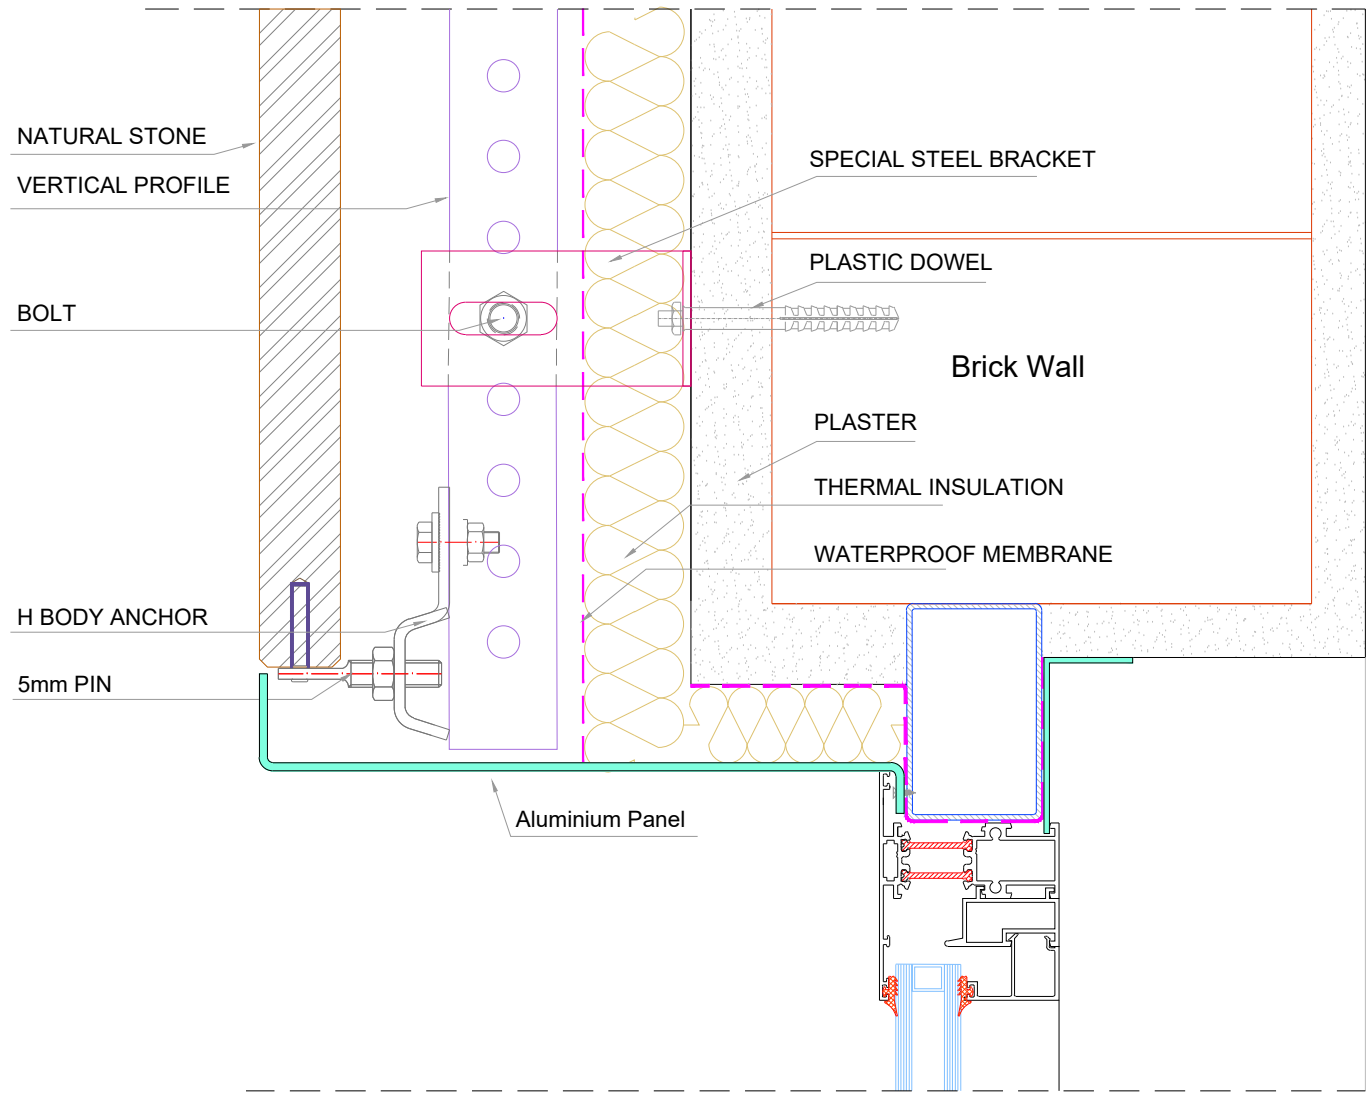 NATURAL STONE
VERTICAL PROFILE
BOLT
H BODY ANCHOR
5mm PIN
SPECIAL STEEL BRACKET
PLASTIC DOWEL
Brick Wall
PLASTER
THERMAL INSULATION
WATERPROOF MEMBRANE
Aluminium Panel